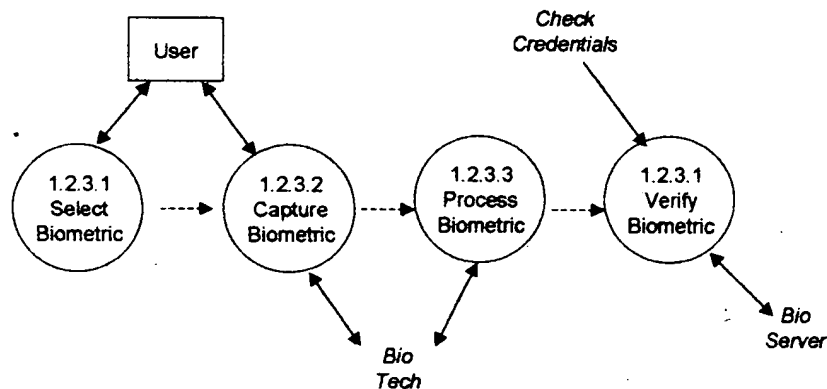 User
Check
Credentials
1.2.3.1
Select
Biometric
1.2.3.2
Capture
Biometric
1.2.3.3
Process
Biometric
1.2.3.1
Verify
Biometric
Bio
Tech
Bio
Server